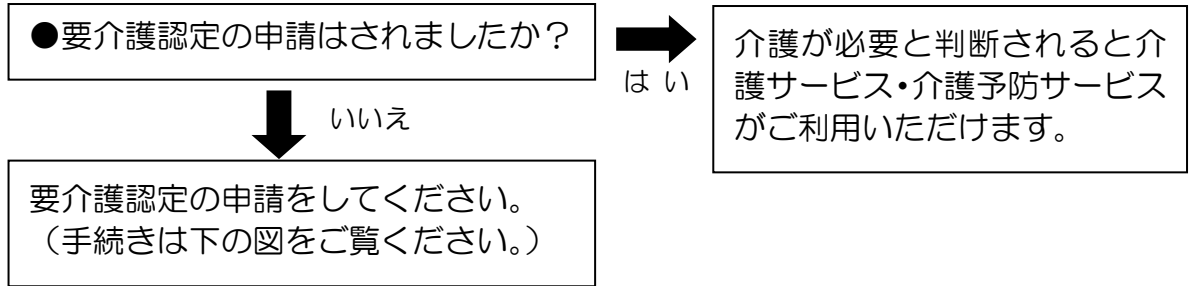 ●要介護認定の申請はされましたか？
はい
介護が必要と判断されると介
護サービス・介護予防サービス
がご利用いただけます。
いいえ
要介護認定の申請をしてください。
（手続きは下の図をご覧ください。）